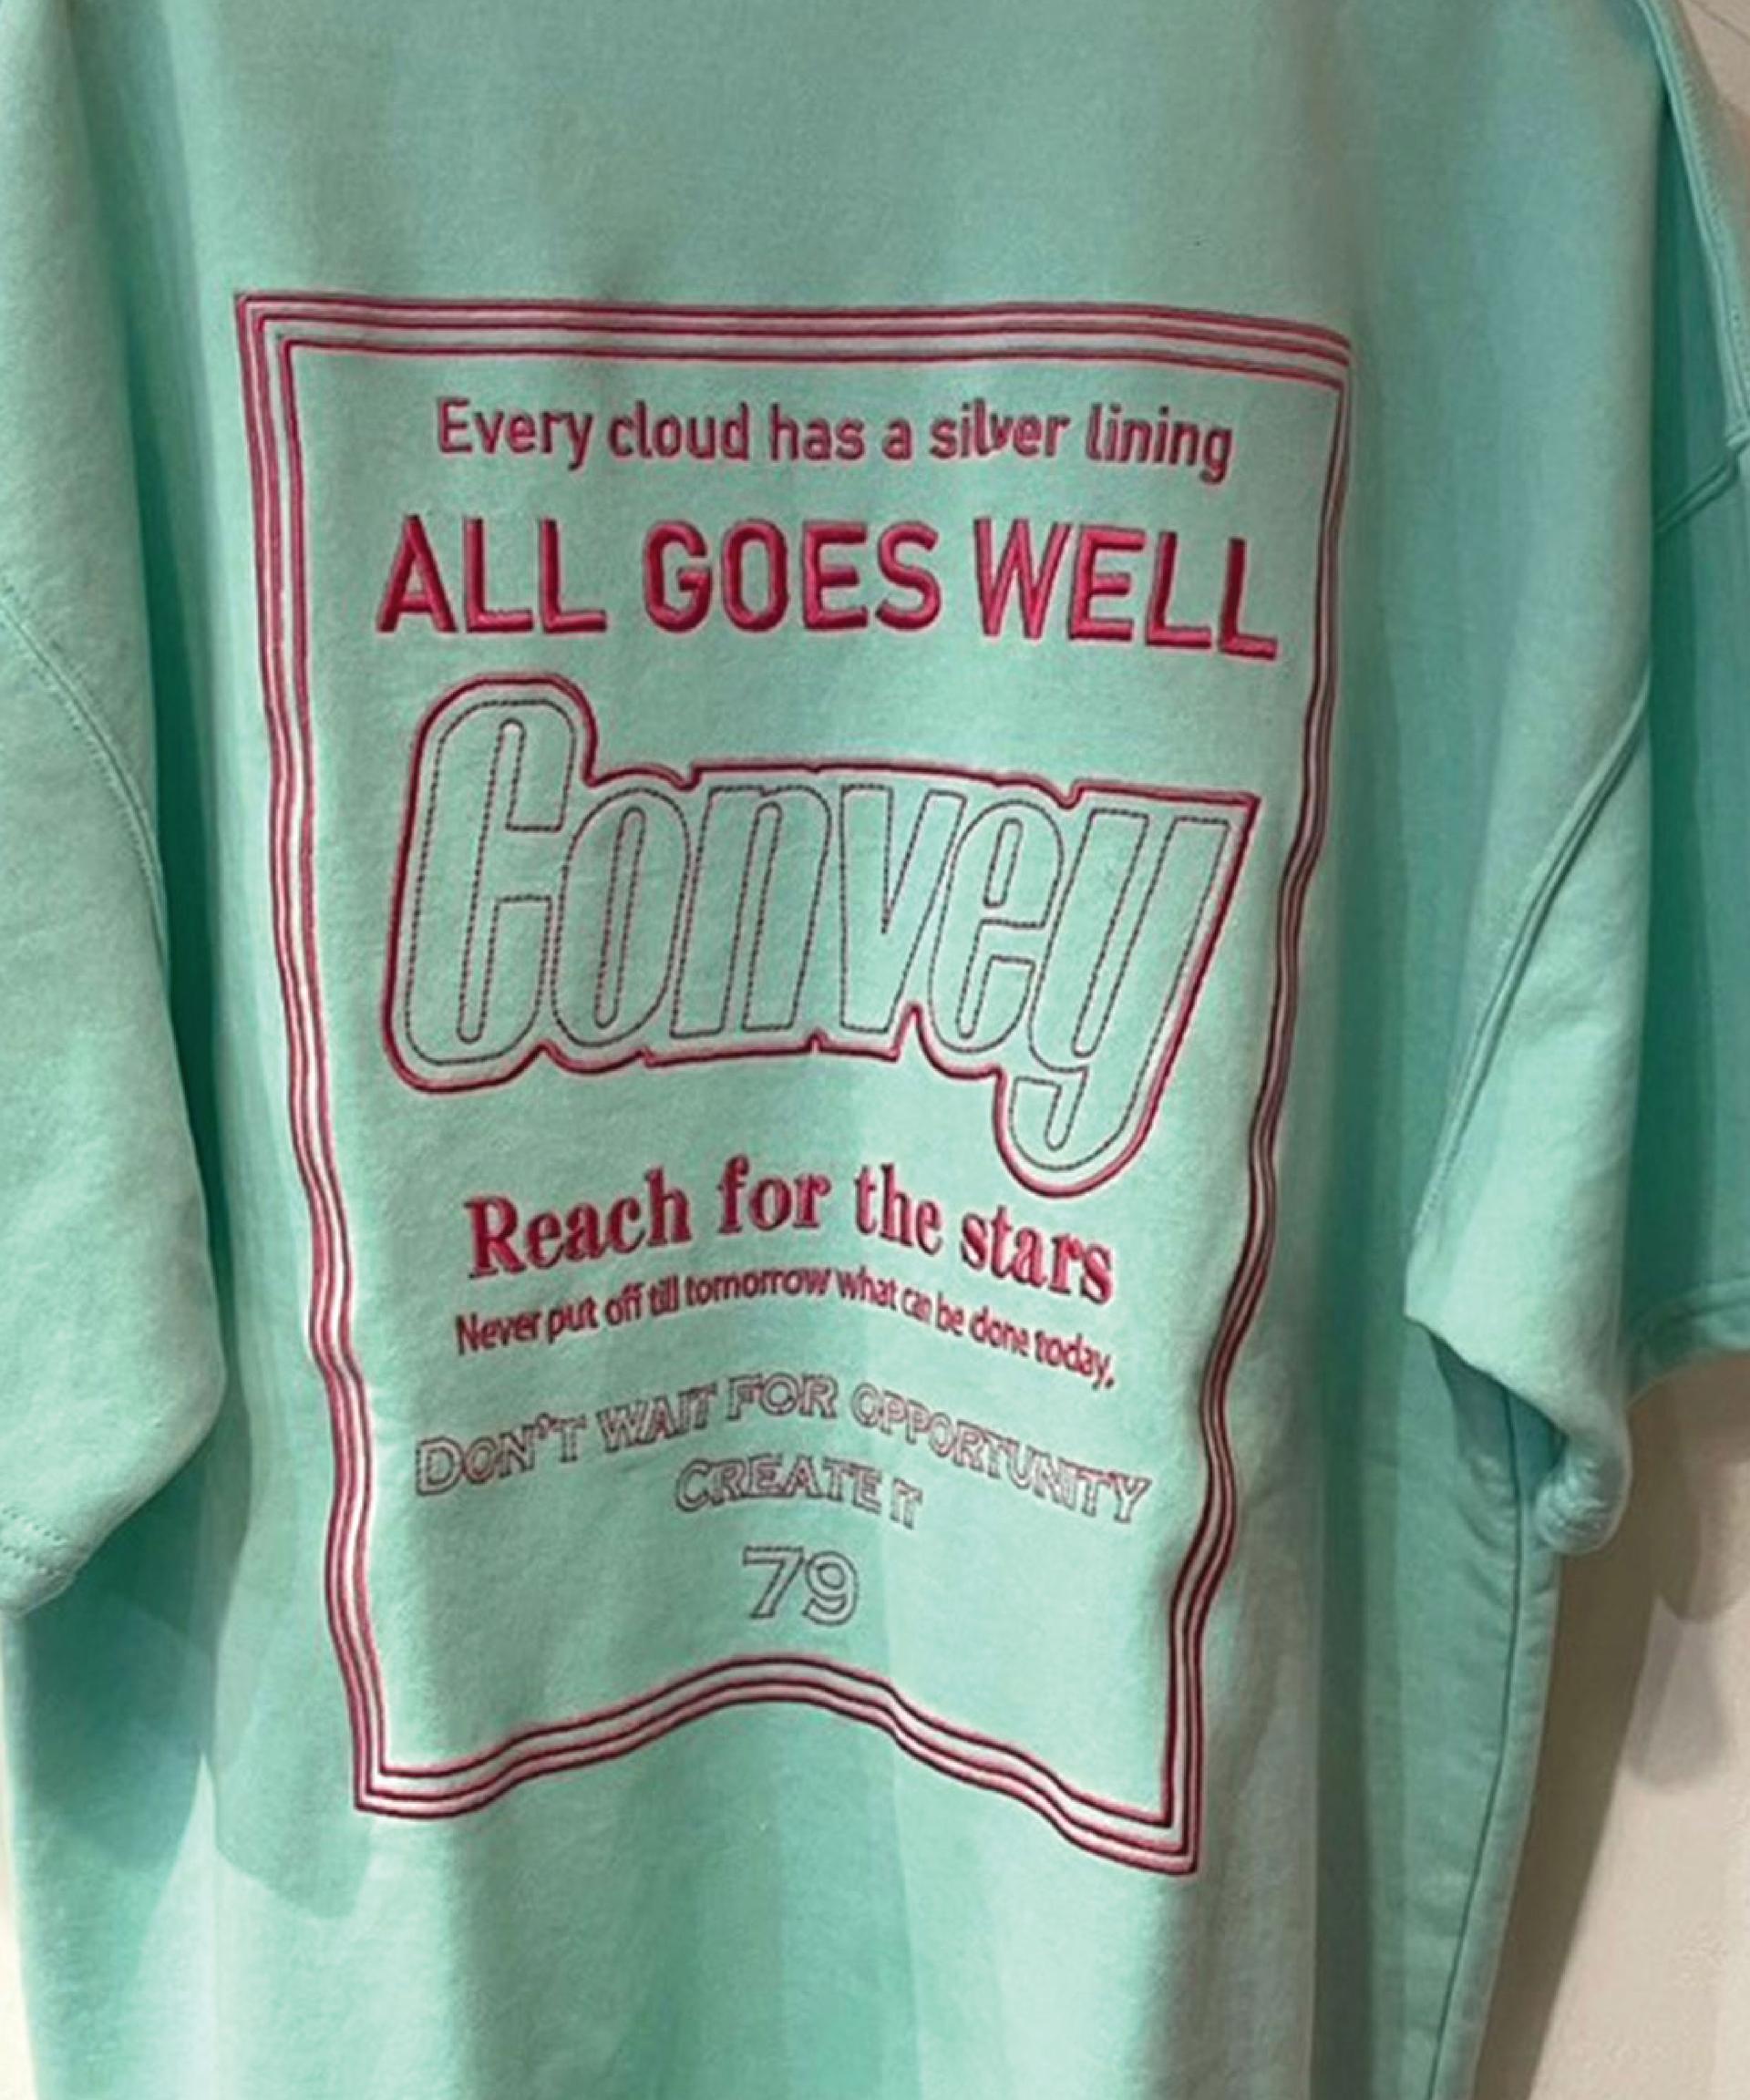 Every cloud has a silver lining
ALL GOES WELL
Convey
Reach for the stars
Never put off till tomorrow what can be done today.
DON'T WAIT FOR OPPORTUNITY
CREATE IT
79